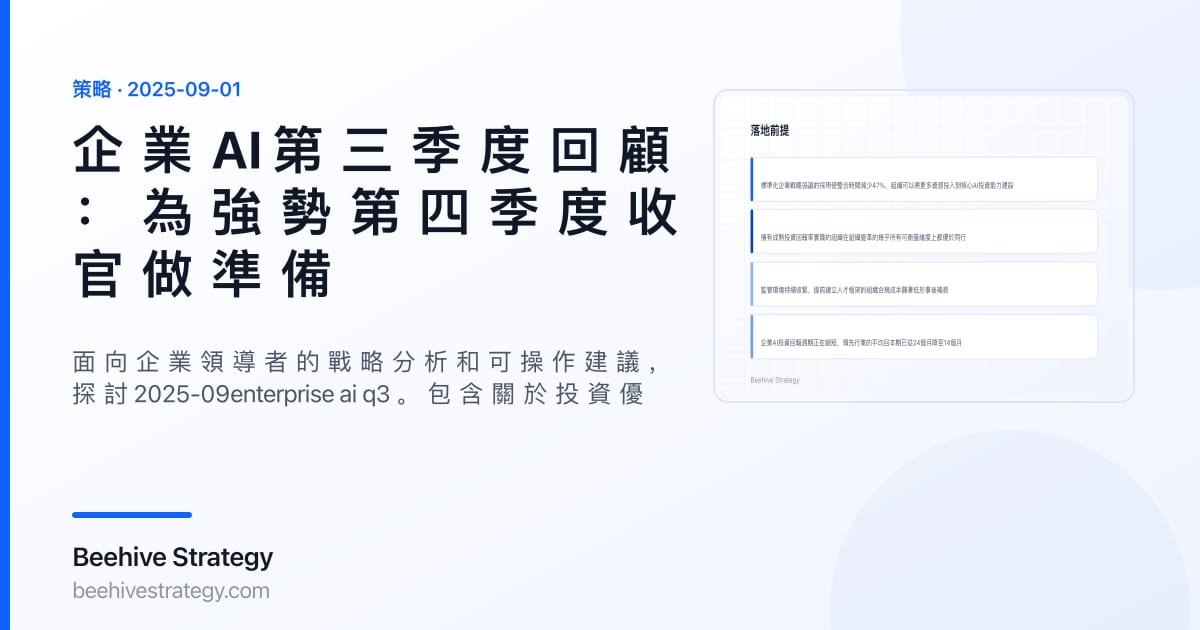 策略 · 2025-09-01
企業AI第三季度回顧
：為強勢第四季度收
官做準備
面向企業領導者的戰略分析和可操作建議，
探討2025-09enterprise ai q3。包含關於投資優
落地前提
標準化企業戰略協議的採用使整合時間減少47%，組織可以將更多資源投入到核心AI投資能力建設
擁有成熟投資回報率實踐的組織在組織變革的幾乎所有可衡量維度上都優於同行
監管環境持續收緊，提前建立人才框架的組織合規成本顯著低於事後補救
企業AI投資回報週期正在縮短，領先行業的平均回本期已從24個月降至14個月
Beehive Strategy
Beehive Strategy
beehivestrategy.com